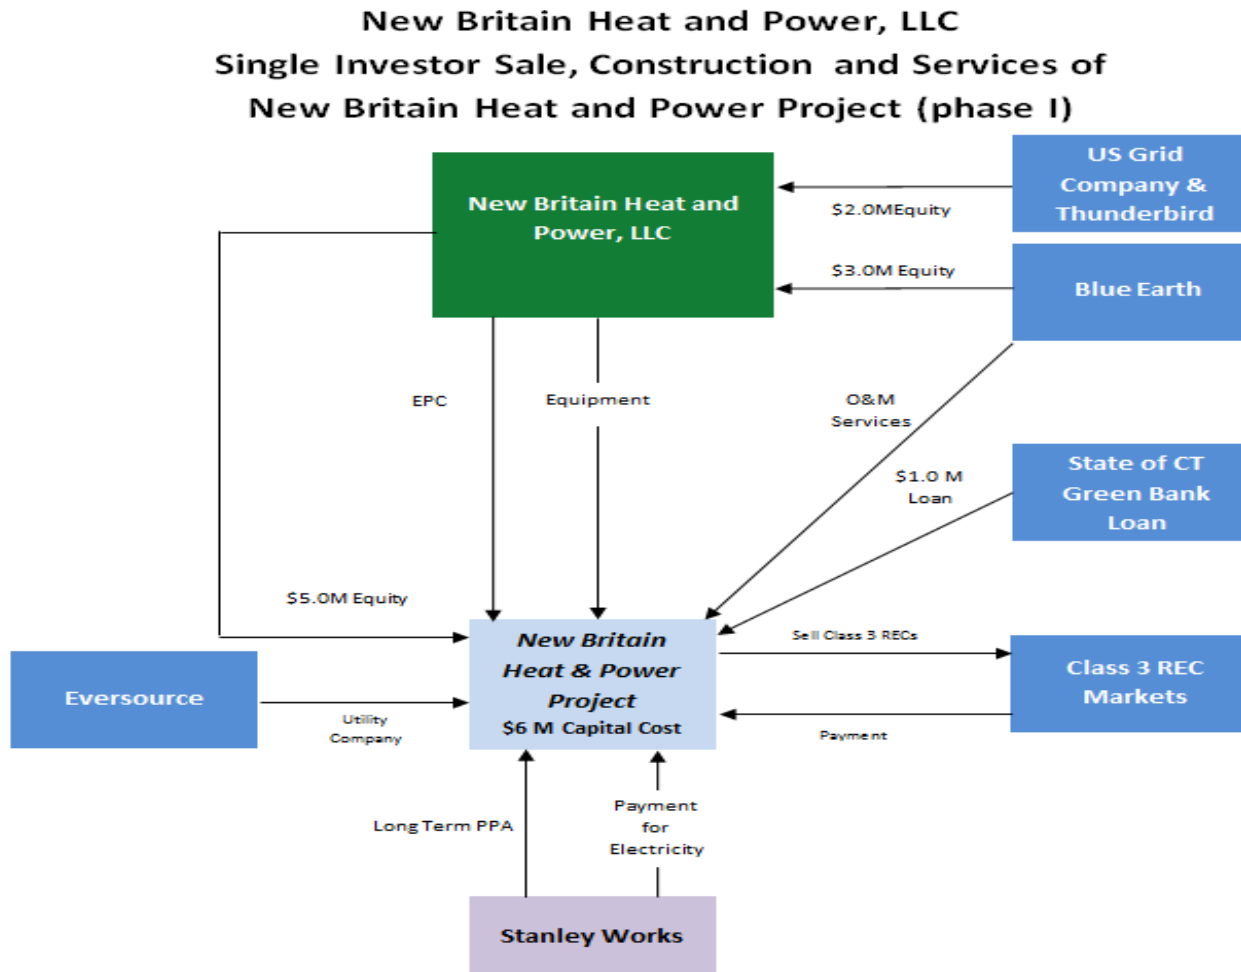 New Britain Heat and Power, LLC
Single Investor Sale, Construction and Services of
New Britain Heat and Power Project (phase I)
New Britain Heat and
Power, LLC
US Grid
Company &
Thunderbird
$2.0MEquity
$3.0M Equity
Blue Earth
EPC
Equipment
O&M
Services
State of CT
Green Bank
Loan
$1.0 M
Loan
$5.0M Equity
New Britain
Heat & Power
Project
$6 M Capital Cost
Sell Class 3 RECs
Class 3 REC
Markets
Payment
Eversource
Utility
Company
Long Term PPA
Payment
for
Electricity
Stanley Works